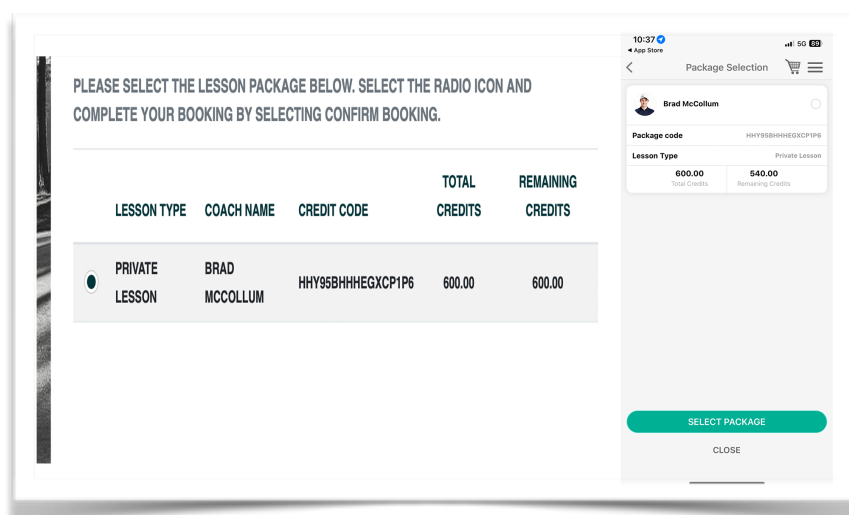 PLEASE SELECT THE LESSON PACKAGE BELOW. SELECT THE RADIO ICON AND
COMPLETE YOUR BOOKING BY SELECTING CONFIRM BOOKING.
TOTAL REMAINING
LESSON TYPE COACH NAME CREDIT CODE CREDITS CREDITS
PRIVATE BRAD
HHY95BHHHEGXCP1P6 600.00 600.00
LESSON MCCOLLUM
10:37 5G 89
App Store
Package Selection
Brad McCollum
Package code HHY95BHHHEGXCP1P6
Lesson Type Private Lesson
600.00 540.00
Total Credits Remaining Credits
SELECT PACKAGE
CLOSE